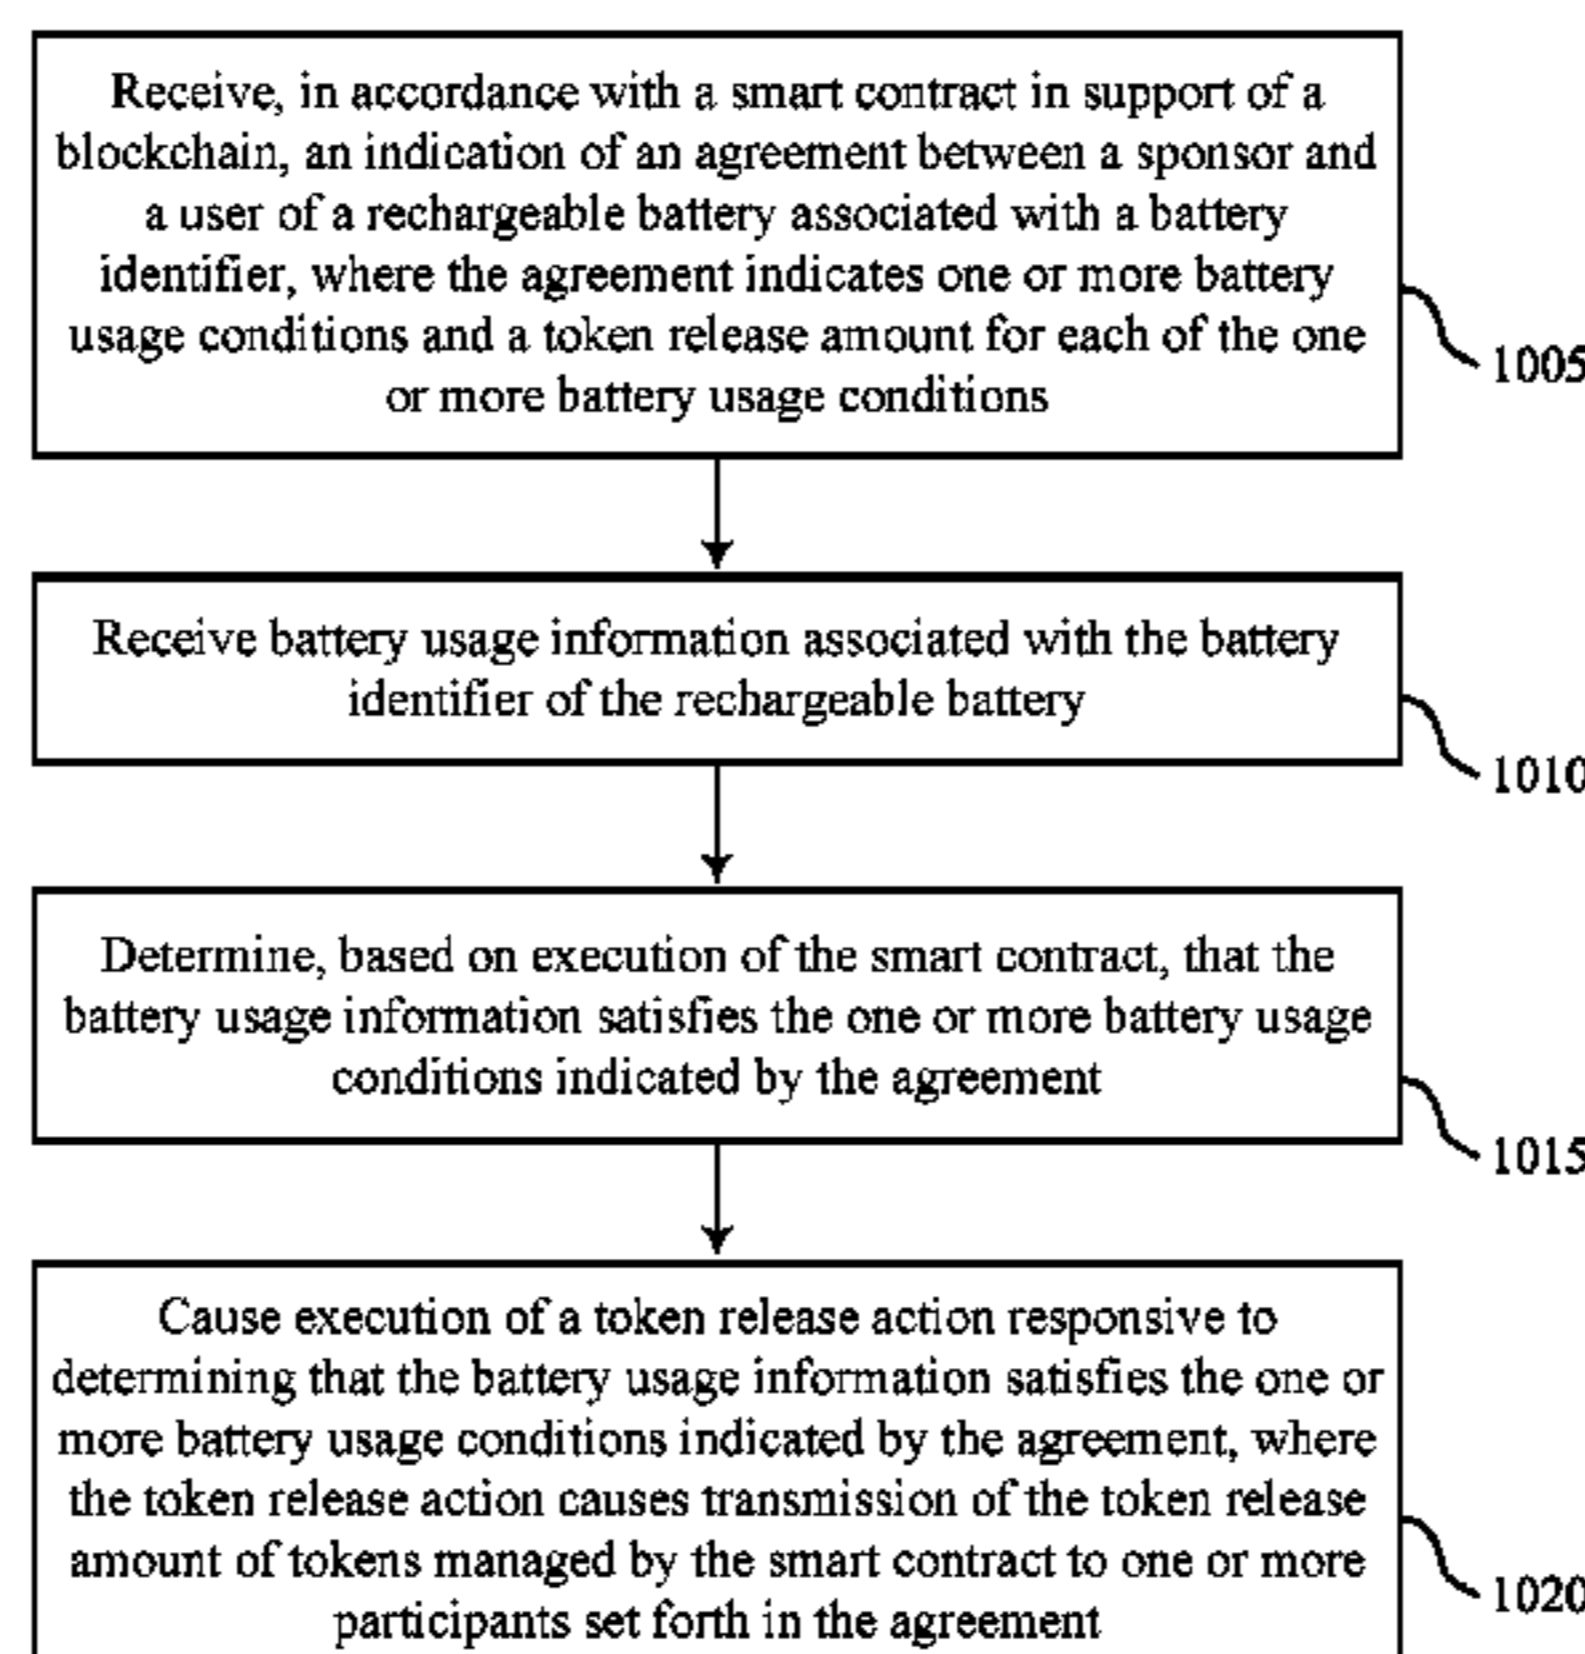 Receive, in accordance with a smart contract in support of a
blockchain, an indication of an agreement between a sponsor and
a user of a rechargeable battery associated with a battery
identifier, where the agreement indicates one or more battery
usage conditions and a token release amount for each of the one
or more battery usage conditions
1005
Receive battery usage information associated with the battery
identifier of the rechargeable battery
1010
Determine, based on execution of the smart contract, that the
battery usage information satisfies the one or more battery usage
conditions indicated by the agreement
1015
Cause execution of a token release action responsive to
determining that the battery usage information satisfies the one or
more battery usage conditions indicated by the agreement, where
the token release action causes transmission of the token release
amount of tokens managed by the smart contract to one or more
participants set forth in the agreement
1020